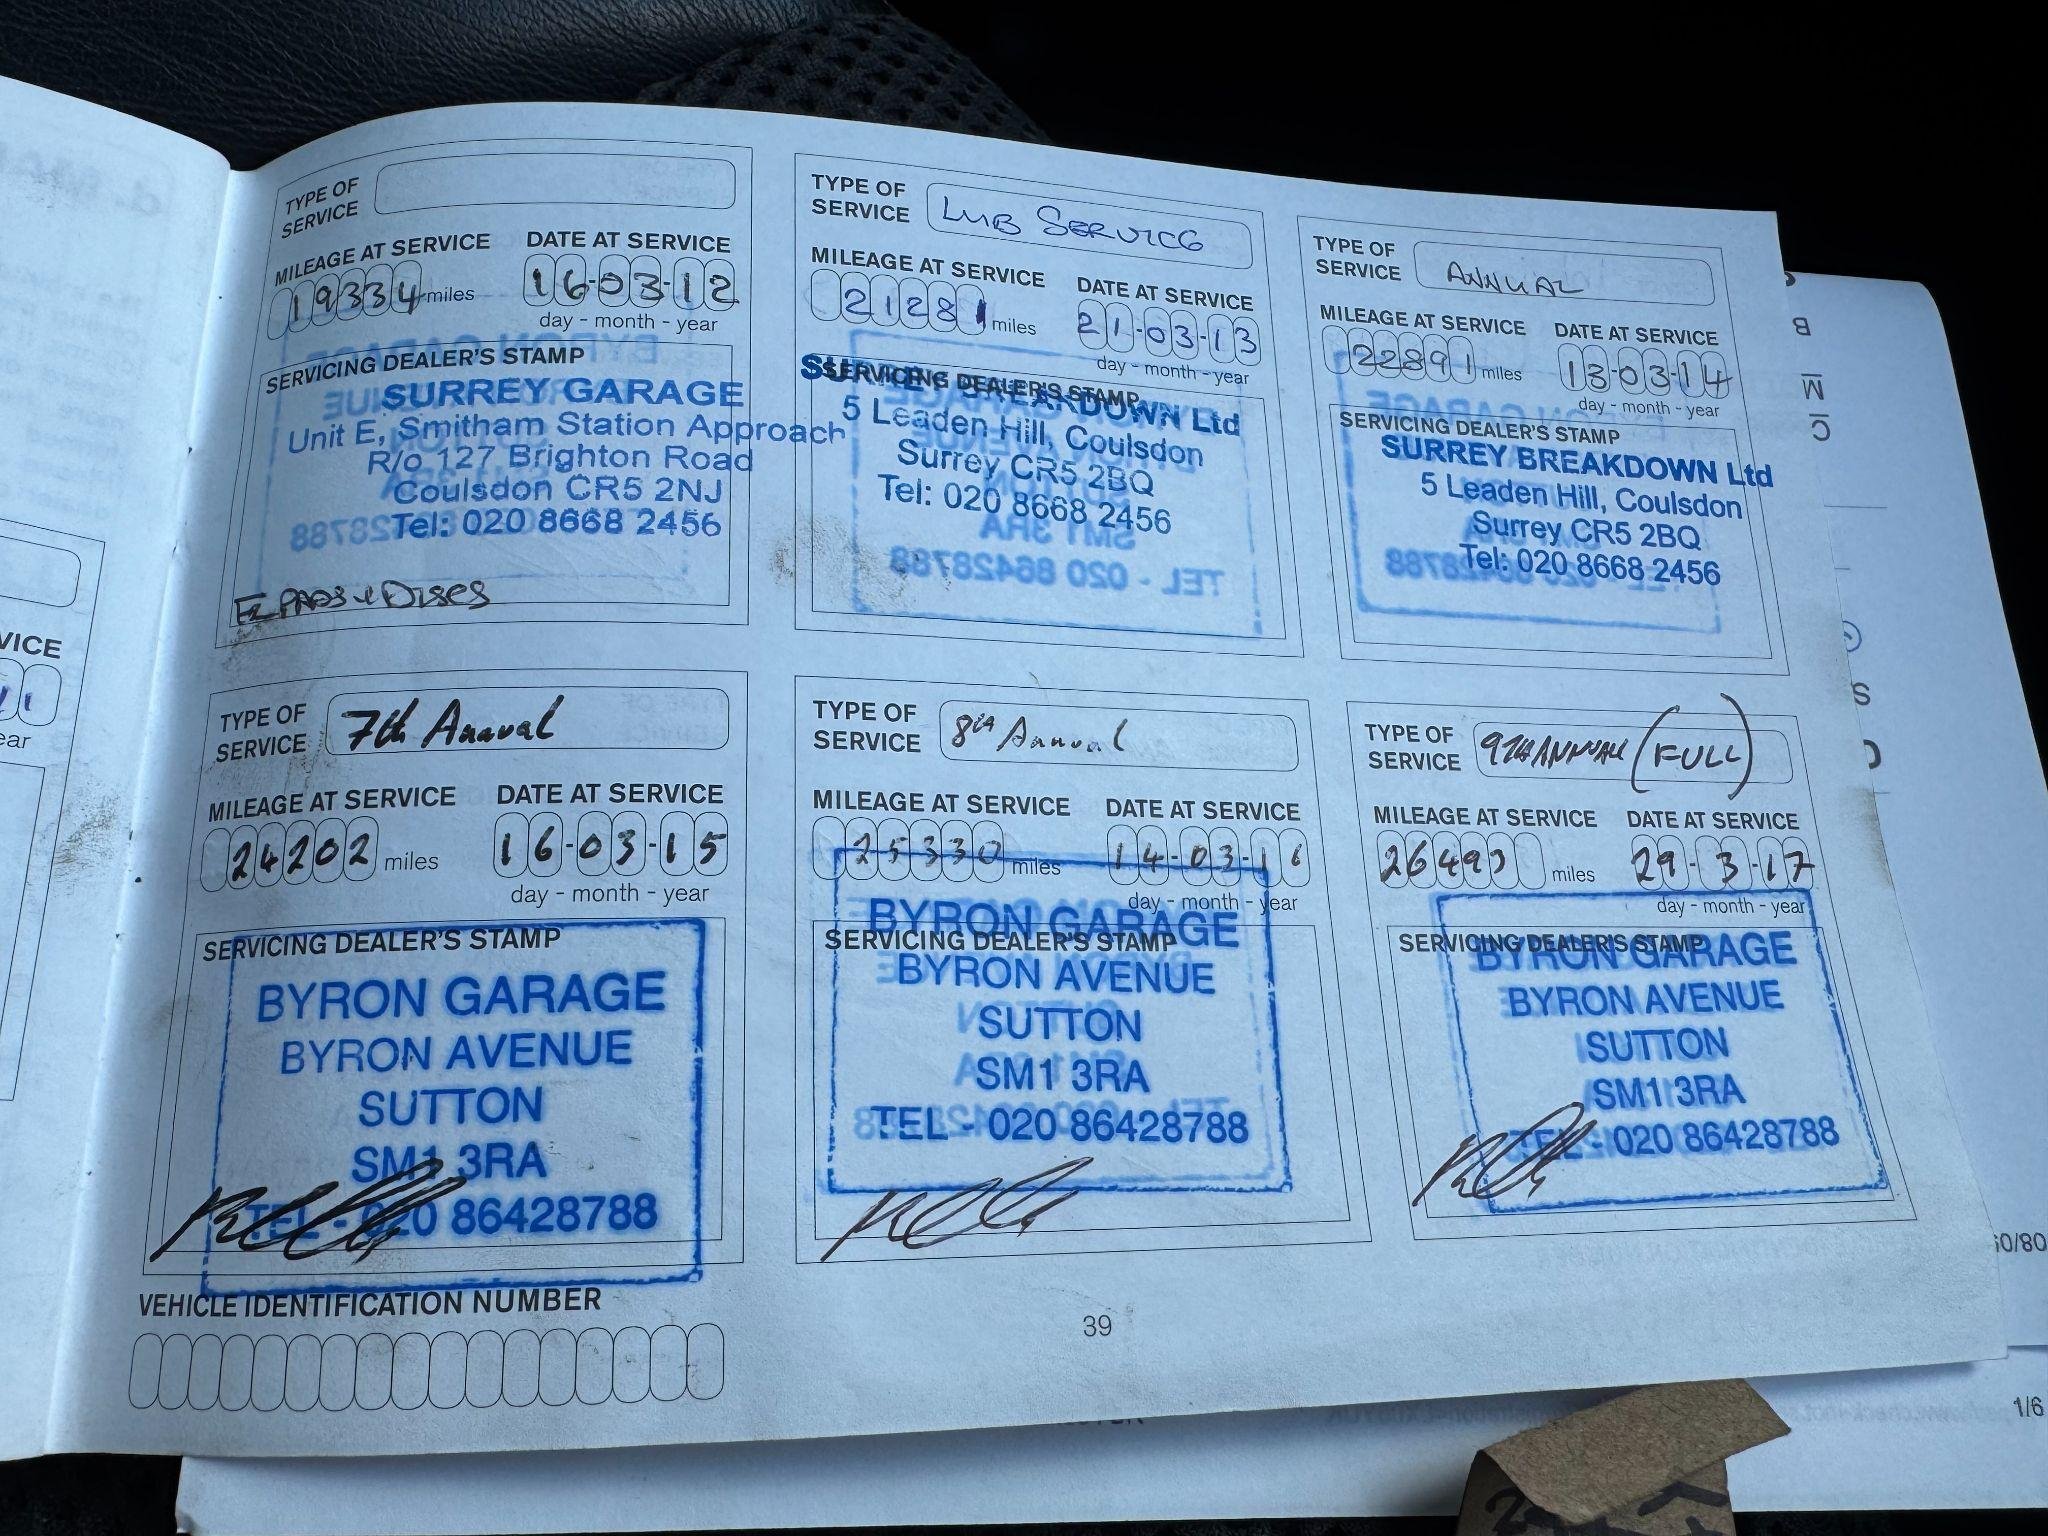 TYPE OF
SERVICE
MILEAGE AT SERVICE
DATE AT SERVICE
19334 miles
16-03-12
day - month - year
SERVICING DEALER'S STAMP
SURREY GARAGE
Unit E, Smitham Station Approach
R/o 127 Brighton Road
Coulsdon CR5 2NJ
Tel: 020 8668 2456
PADS + DISCS
TYPE OF
SERVICE
LUB SERVICE
MILEAGE AT SERVICE
DATE AT SERVICE
21281 miles
21-03-13
day - month - year
SERVICING DEALER'S STAMP
SURREY BREAKDOWN Ltd
5 Leaden Hill, Coulsdon
Surrey CR5 2BQ
Tel: 020 8668 2456
TYPE OF
SERVICE
ANNUAL
MILEAGE AT SERVICE
DATE AT SERVICE
22891 miles
13-03-14
day - month - year
SERVICING DEALER'S STAMP
SURREY BREAKDOWN Ltd
5 Leaden Hill, Coulsdon
Surrey CR5 2BQ
Tel: 020 8668 2456
TYPE OF
SERVICE
7th Annual
MILEAGE AT SERVICE
DATE AT SERVICE
24202 miles
16-03-15
day - month - year
SERVICING DEALER'S STAMP
BYRON GARAGE
BYRON AVENUE
SUTTON
SM1 3RA
TEL - 020 86428788
TYPE OF
SERVICE
8th Annual
MILEAGE AT SERVICE
DATE AT SERVICE
25330 miles
14-03-16
day - month - year
SERVICING DEALER'S STAMP
BYRON GARAGE
BYRON AVENUE
SUTTON
SM1 3RA
TEL - 020 86428788
TYPE OF
SERVICE
9TH ANNUAL (FULL)
MILEAGE AT SERVICE
DATE AT SERVICE
26493 miles
29-3-17
day - month - year
SERVICING DEALER'S STAMP
BYRON GARAGE
BYRON AVENUE
SUTTON
SM1 3RA
TEL - 020 86428788
VEHICLE IDENTIFICATION NUMBER
39
1/6